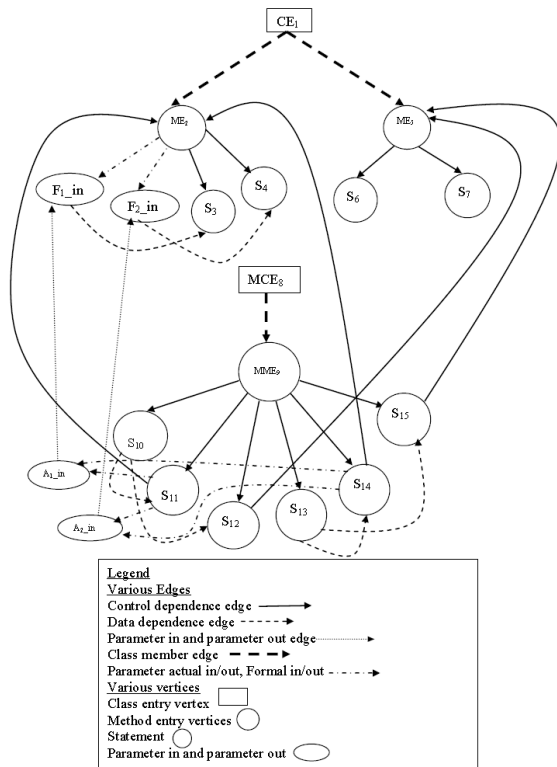 CE₁
ME₂
ME₅
F₁_in
F₂_in
S₃
S₄
S₆
S₇
MCE₈
MME₉
S₁₀
S₁₅
A₁_in
S₁₁
S₁₄
A₂_in
S₁₂
S₁₃
Legend
Various Edges
Control dependence edge
Data dependence edge
Parameter in and parameter out edge
Class member edge
Parameter actual in/out, Formal in/out
Various vertices
Class entry vertex
Method entry vertices
Statement
Parameter in and parameter out